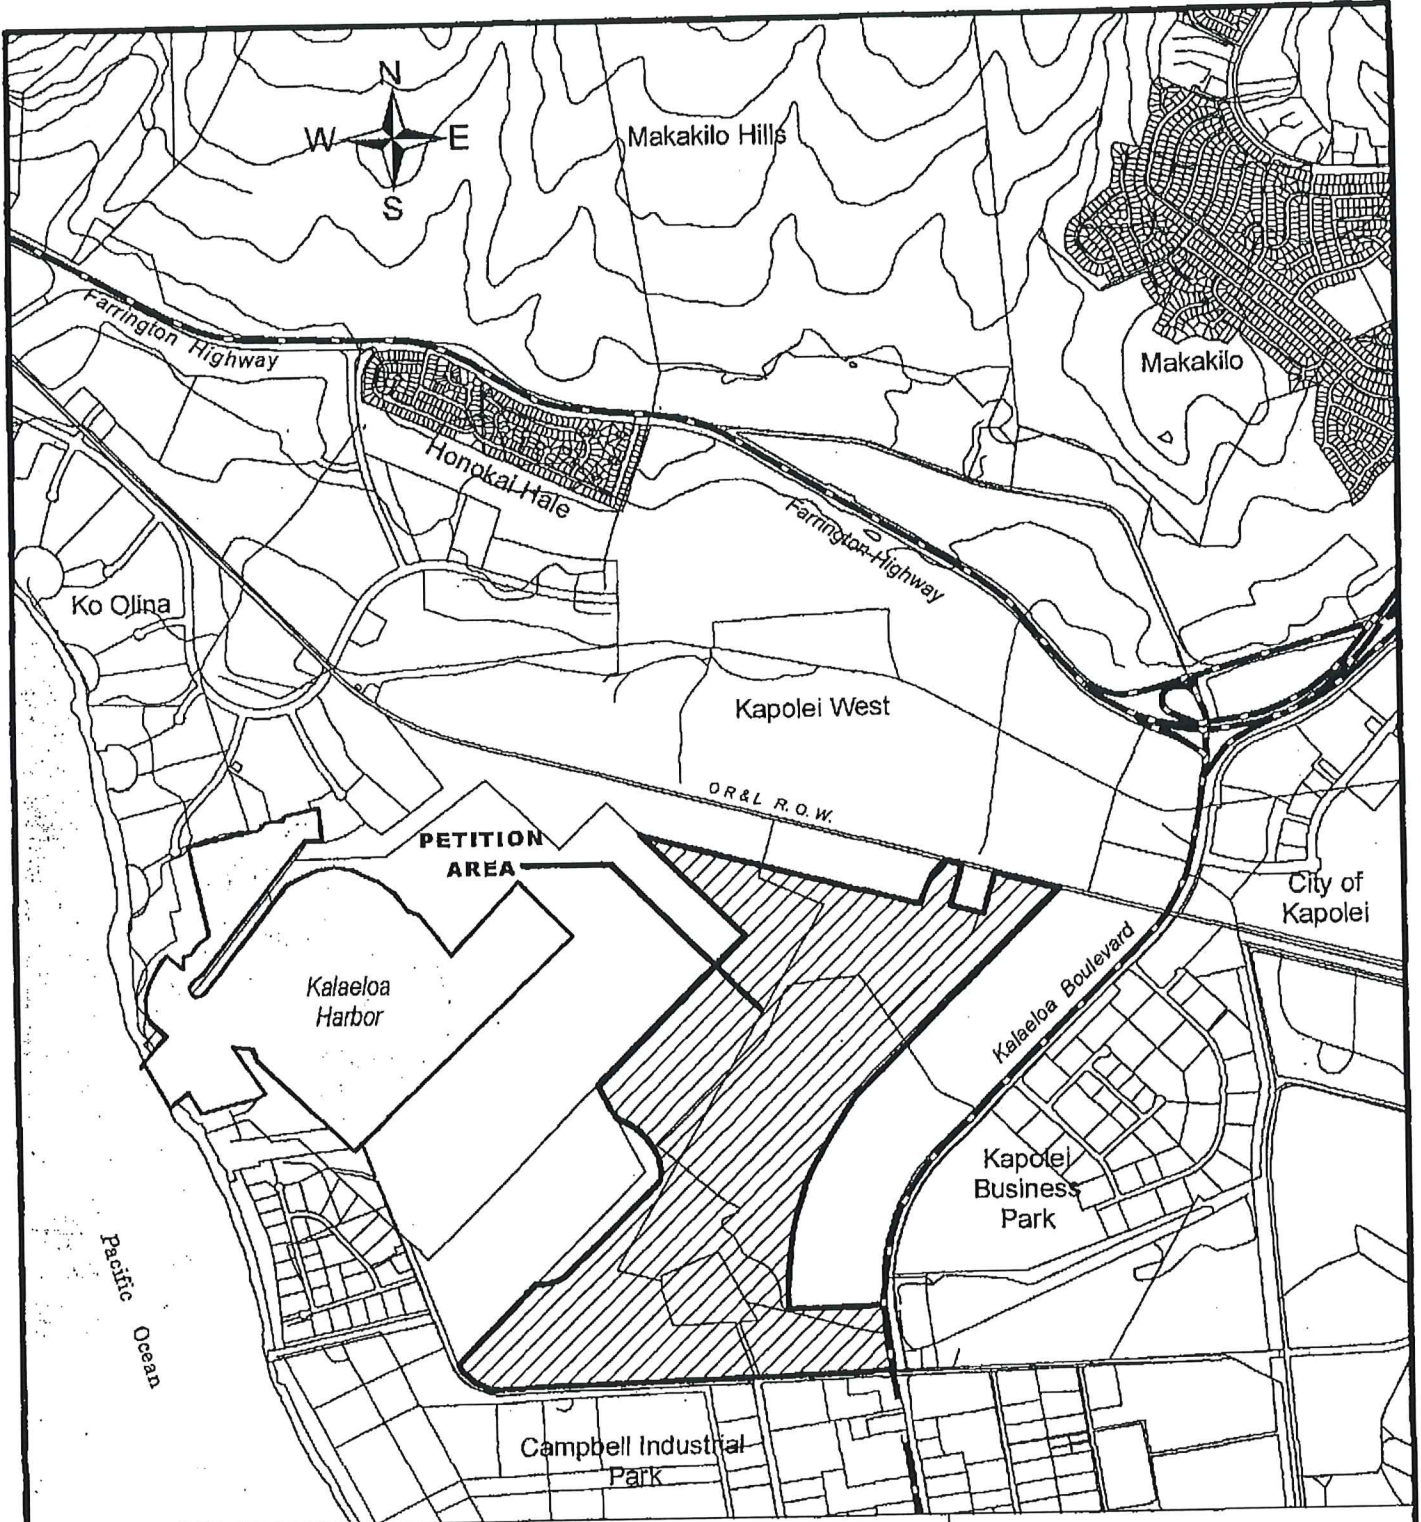 N
W E
S
Makakilo Hills
Farrington Highway
Makakilo
Honokai Hale
Farrington Highway
Ko Olina
Kapolei West
OR&L R.O.W.
PETITION
AREA
City of
Kapolei
Kalaeloa
Harbor
Kalaeloa Boulevard
Kapolei
Business
Park
Pacific Ocean
Campbell Industrial
Park